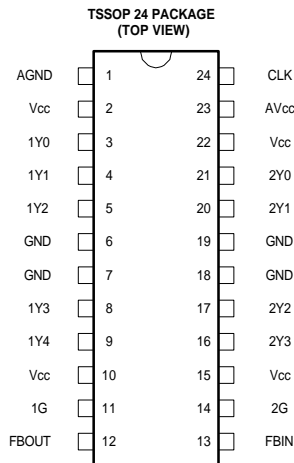 TSSOP 24 PACKAGE
(TOP VIEW)
AGND 1 24 CLK
Vcc 2 23 AVcc
1Y0 3 22 Vcc
1Y1 4 21 2Y0
1Y2 5 20 2Y1
GND 6 19 GND
GND 7 18 GND
1Y3 8 17 2Y2
1Y4 9 16 2Y3
Vcc 10 15 Vcc
1G 11 14 2G
FBOUT 12 13 FBIN